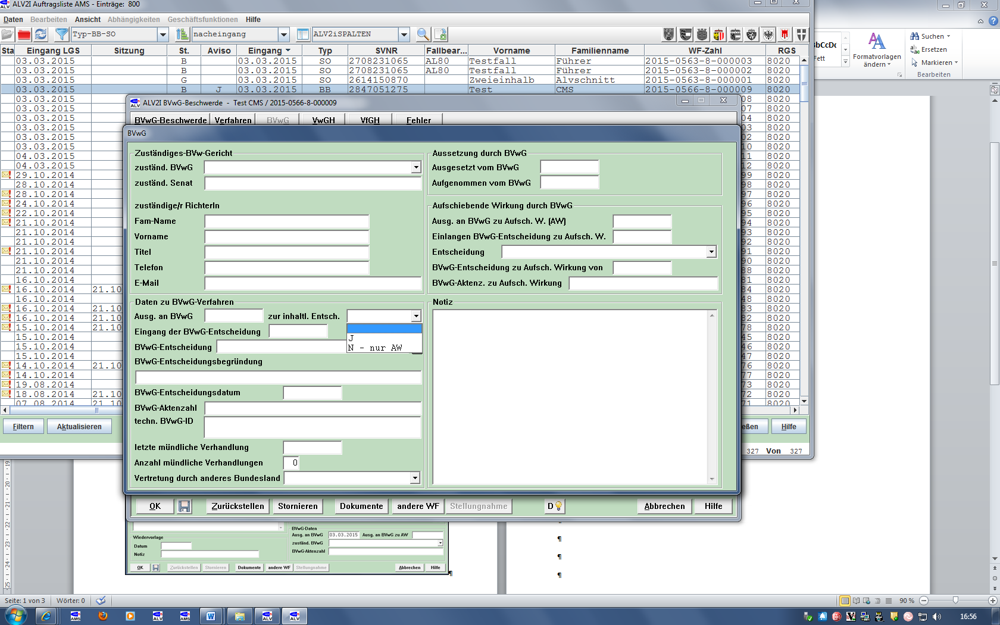 ALV2I Auftragsliste AMS - Einträge: 800
Daten Bearbeiten Ansicht Abhängigkeiten Geschäftsfunktionen Hilfe
Typ-BB-SO nacheingang ALV2iSPALTEN
Sta Eingang LGS Sitzung St. Aviso Eingang Typ SVNR Fallbear... Vorname Familienname WF-Zahl RGS
03.03.2015 B 03.03.2015 SO 2708231065 AL80 Testfall Führer 2015-0563-8-000003 8020
03.03.2015 B 03.03.2015 SO 2708231065 AL80 Testfall Führer 2015-0563-8-000002 8020
03.03.2015 G 03.03.2015 SO 2614150870 Zweieinhalb Alvschnitt 2015-0563-8-000001 8020
03.03.2015 B J 03.03.2015 BB 2847051275 Test CMS 2015-0566-8-000009 8020
03.03.2015 08 8020
03.03.2015 07 8020
03.03.2015 04 8020
03.03.2015 03 8020
03.03.2015 02 8020
03.03.2015 10 8020
04.03.2015 11 8020
04.03.2015 12 8020
29.10.2014 99 8020
28.10.2014 98 8020
28.10.2014 97 8020
24.10.2014 96 8020
22.10.2014 95 8020
21.10.2014 94 8020
21.10.2014 93 8020
21.10.2014 92 8020
21.10.2014 91 8020
21.10.2014 90 8020
21.10.2014 88 8020
16.10.2014 81 8020
16.10.2014 21.10 84 8020
16.10.2014 82 8020
16.10.2014 21.10 83 8020
16.10.2014 21.10 82 8020
15.10.2014 21.10 78 8020
15.10.2014 45 8020
15.10.2014 46 8020
15.10.2014 47 8020
14.10.2014 21.10 76 8020
14.10.2014 77 8020
19.08.2014 73 8020
18.08.2014 21.10 72 8020
07.08.2014 21.10 71 8020
Filtern Aktualisieren eßen Hilfe
327 Von 327
ALV2I BVwG-Beschwerde - Test CMS / 2015-0566-8-000009
BVwG-Beschwerde Verfahren BVwG VwGH VfGH Fehler
BVwG
Zuständiges-BVw-Gericht
zuständ. BVwG
zuständ. Senat
zuständige/r RichterIn
Fam-Name
Vorname
Titel
Telefon
E-Mail
Daten zu BVwG-Verfahren
Ausg. an BVwG zur inhaltl. Entsch.
J
N - nur AW
Eingang der BVwG-Entscheidung
BVwG-Entscheidung
BVwG-Entscheidungsbegründung
BVwG-Entscheidungsdatum
BVwG-Aktenzahl
techn. BVwG-ID
letzte mündliche Verhandlung
Anzahl mündliche Verhandlungen 0
Vertretung durch anderes Bundesland
Aussetzung durch BVwG
Ausgesetzt vom BVwG
Aufgenommen vom BVwG
Aufschiebende Wirkung durch BVwG
Ausg. an BVwG zu Aufsch. W. (AW)
Einlangen BVwG-Entscheidung zu Aufsch. W.
Entscheidung
BVwG-Entscheidung zu Aufsch. Wirkung von
BVwG-Aktenz. zu Aufsch. Wirkung
Notiz
OK Zurückstellen Stornieren Dokumente andere WF Stellungnahme D Abbrechen Hilfe
Wiedervorlage
Datum
Notiz
BVwG-Daten
Ausg. an BVwG 03.03.2015 Ausg. an BVwG zu AW
zuständ. BVwG
BVwG-Aktenzahl
OK Zurückstellen Stornieren Dokumente andere WF Stellungnahme Abbrechen Hilfe
bCcDc
ett
Formatvorlagen
ändern
Suchen
Ersetzen
Markieren
Bearbeiten
19 20 21 22 23 24 25
Seite: 1 von 3 Wörter: 0 90 %
16:56